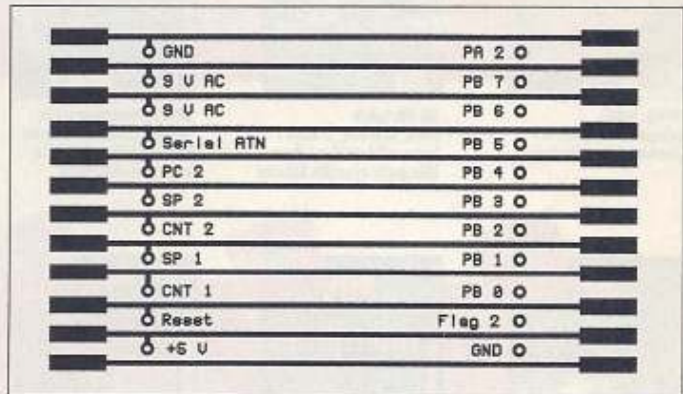 GND PA 2
9 V AC PB 7
9 V AC PB 6
Serial ATN PB 5
PC 2 PB 4
SP 2 PB 3
CNT 2 PB 2
SP 1 PB 1
CNT 1 PB 0
Reset Flag 2
+5 V GND